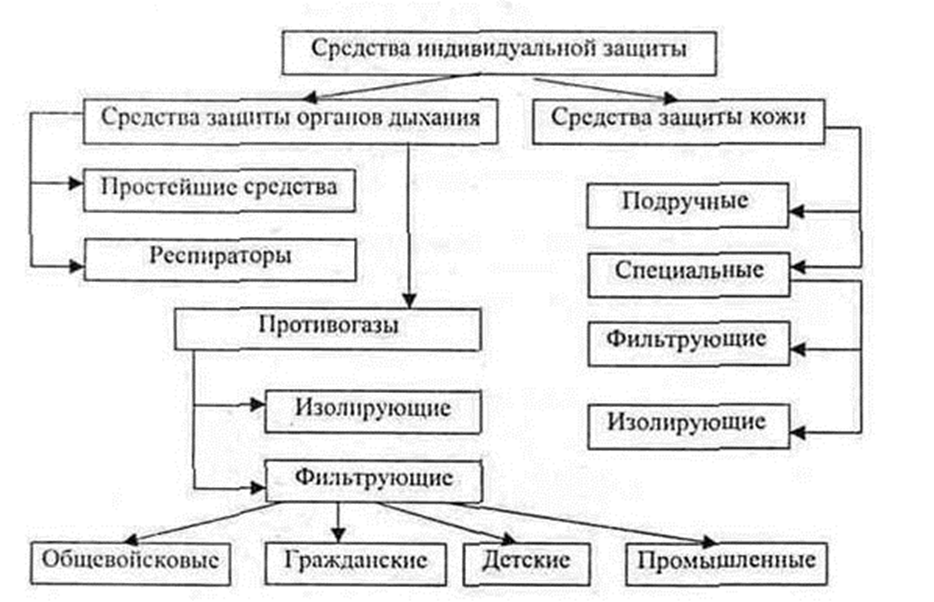 Средства индивидуальной защиты
Средства защиты органов дыхания
Средства защиты кожи
Простейшие средства
Респираторы
Противогазы
Изолирующие
Фильтрующие
Общевойсковые
Гражданские
Детские
Промышленные
Подручные
Специальные
Фильтрующие
Изолирующие